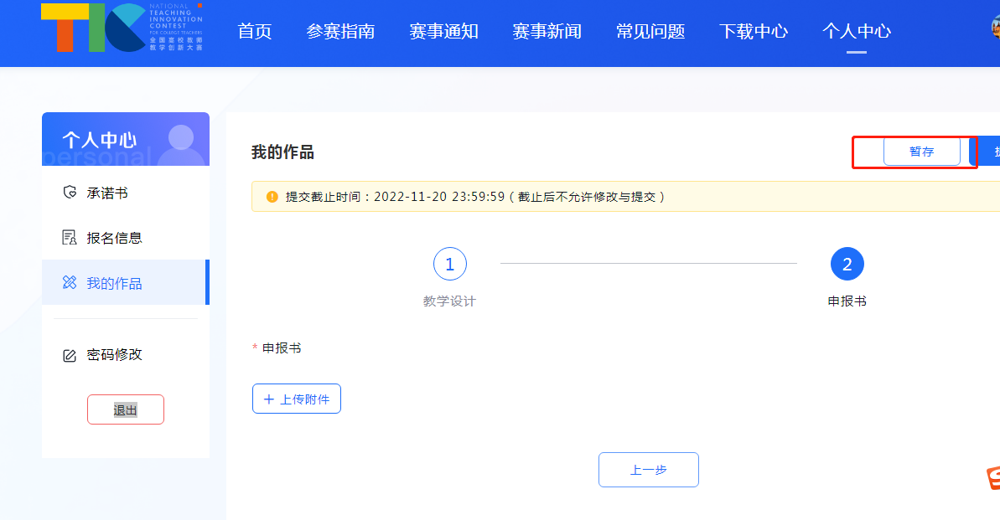 NATIONAL
TEACHING
INNOVATION
CONTEST
FOR COLLEGE TEACHERS
全国高校教师
教学创新大赛
首页 参赛指南 赛事通知 赛事新闻 常见问题 下载中心 个人中心
个人中心
personal
承诺书
报名信息
我的作品
密码修改
退出
我的作品
暂存
提交截止时间：2022-11-20 23:59:59（截止后不允许修改与提交）
1
教学设计
2
申报书
* 申报书
+ 上传附件
上一步